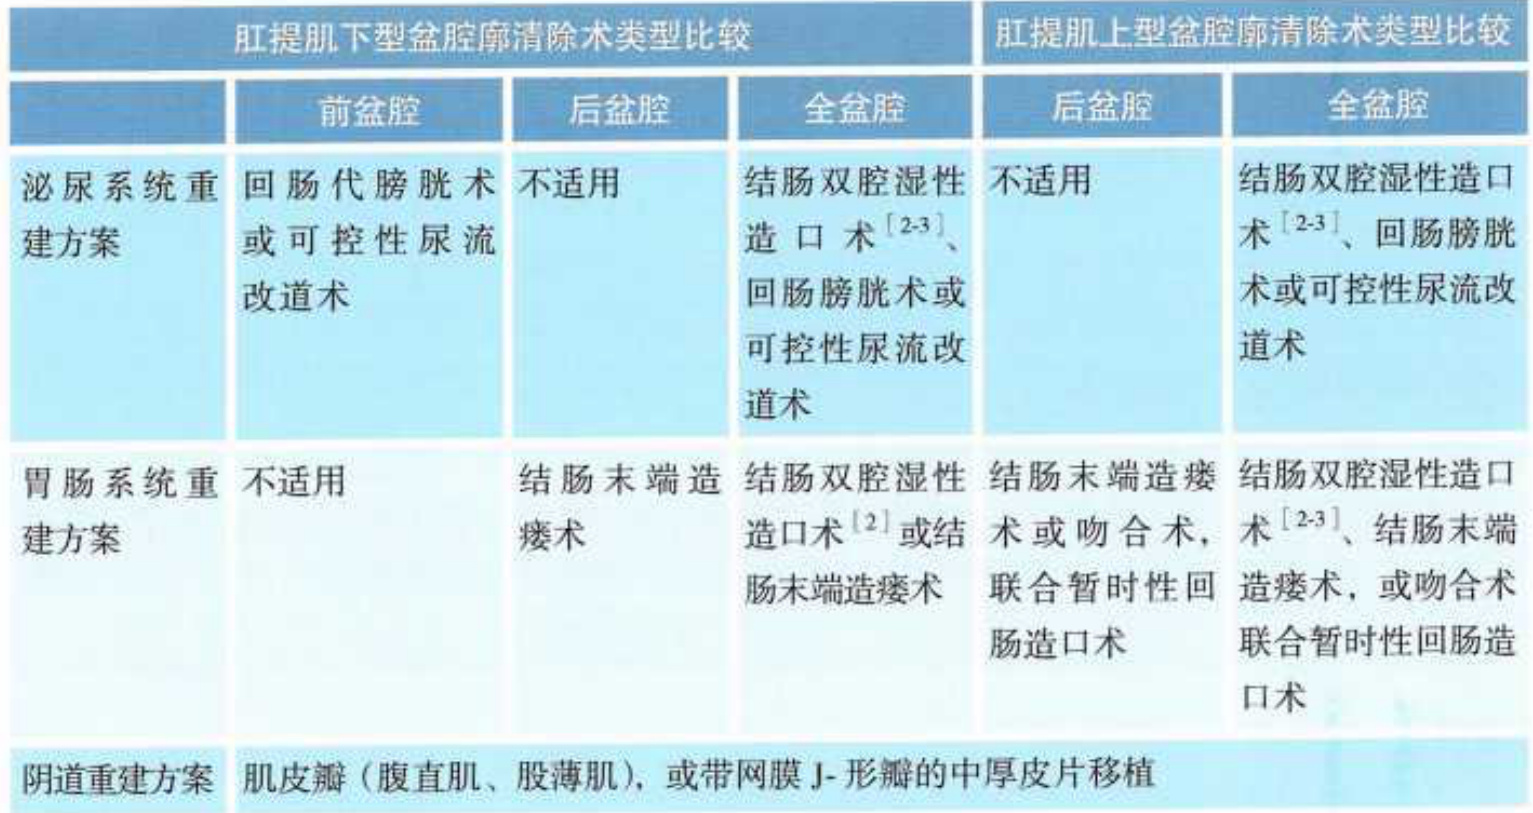 肛提肌下型盆腔廓清除术类型比较
肛提肌上型盆腔廓清除术类型比较
前盆腔
后盆腔
全盆腔
后盆腔
全盆腔
泌尿系统重
建方案
回肠代膀胱术
或可控性尿流
改道术
不适用
结肠双腔湿性
造口术[2-3]、
回肠膀胱术或
可控性尿流改
道术
不适用
结肠双腔湿性造口
术[2-3]、回肠膀胱
术或可控性尿流改
道术
胃肠系统重
建方案
不适用
结肠末端造
瘘术
结肠双腔湿性
造口术[2]或结
肠末端造瘘术
结肠末端造瘘
术或吻合术,
联合暂时性回
肠造口术
结肠双腔湿性造口
术[2-3]、结肠末端
造瘘术,或吻合术
联合暂时性回肠造
口术
阴道重建方案
肌皮瓣(腹直肌、股薄肌),或带网膜 J- 形瓣的中厚皮片移植